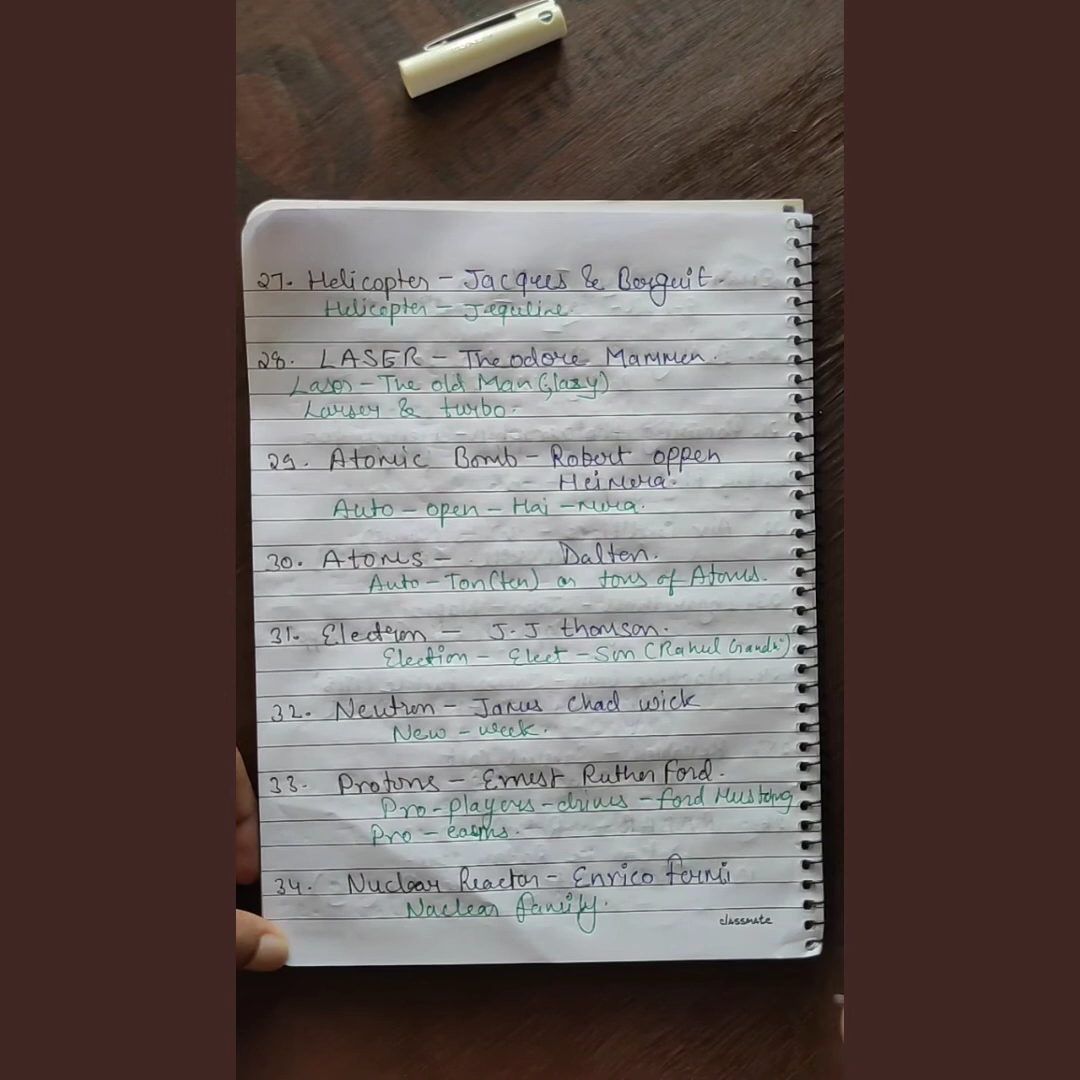 27. Helicopter - Jacques & Borguit.
Helicopter - Jaquline.
28. LASER - Theodore Mammen.
Laser - The old Man (Glasy)
Larser & turbo.
29. Atomic Bomb - Robert oppen
Heimera.
Auto - open - Hai - mura.
30. Atoms - Dalten.
Auto - Ton (ten) or tons of Atoms.
31. Electron - J.J thomson.
Election - Elect - Son (Rahul Gandhi)
32. Neutron - James Chad wick
New - week.
33. Protons - Ernest Ruther Ford.
Pro - players - drives - ford Mustang
Pro - earns.
34. Nuclear Reactor - Enrico fermi
Naclear family.
classmate